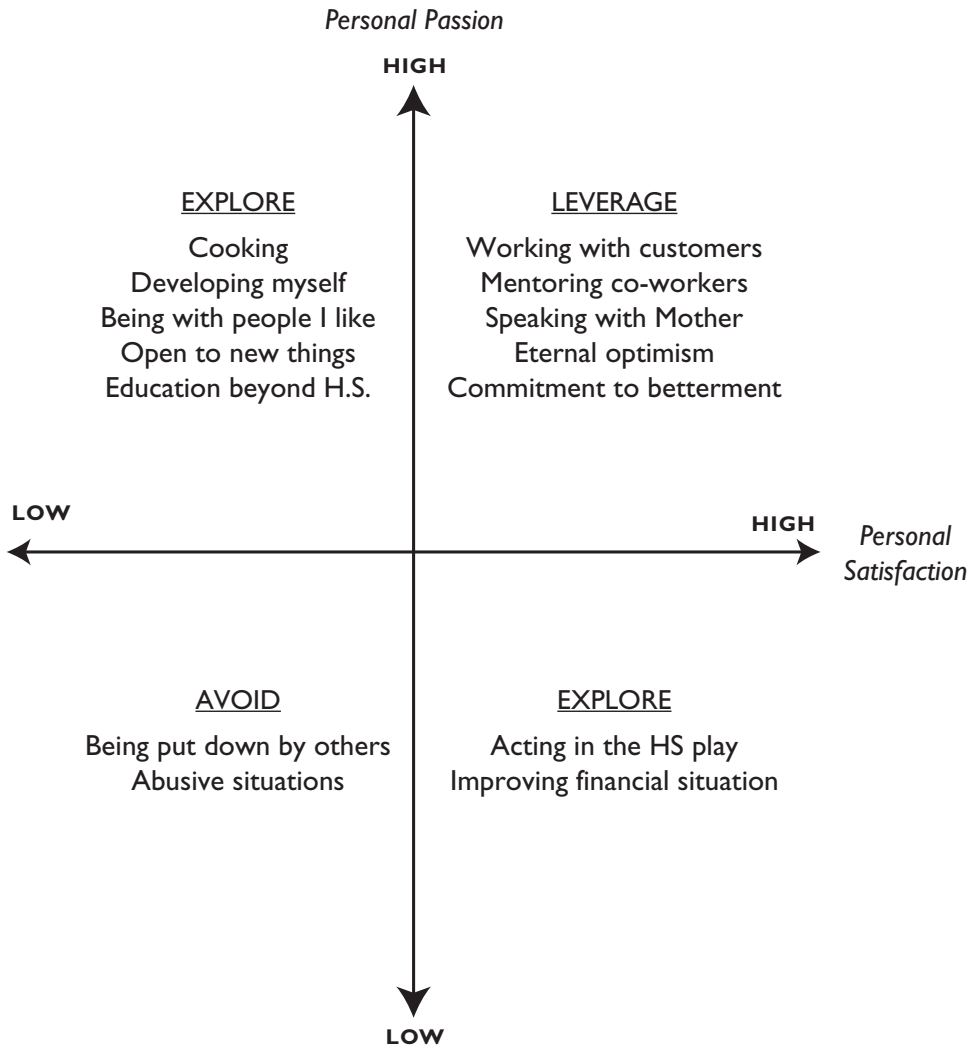 Personal Passion
HIGH
EXPLORE
Cooking
Developing myself
Being with people I like
Open to new things
Education beyond H.S.
LEVERAGE
Working with customers
Mentoring co-workers
Speaking with Mother
Eternal optimism
Commitment to betterment
LOW
HIGH
Personal
Satisfaction
AVOID
Being put down by others
Abusive situations
EXPLORE
Acting in the HS play
Improving financial situation
LOW